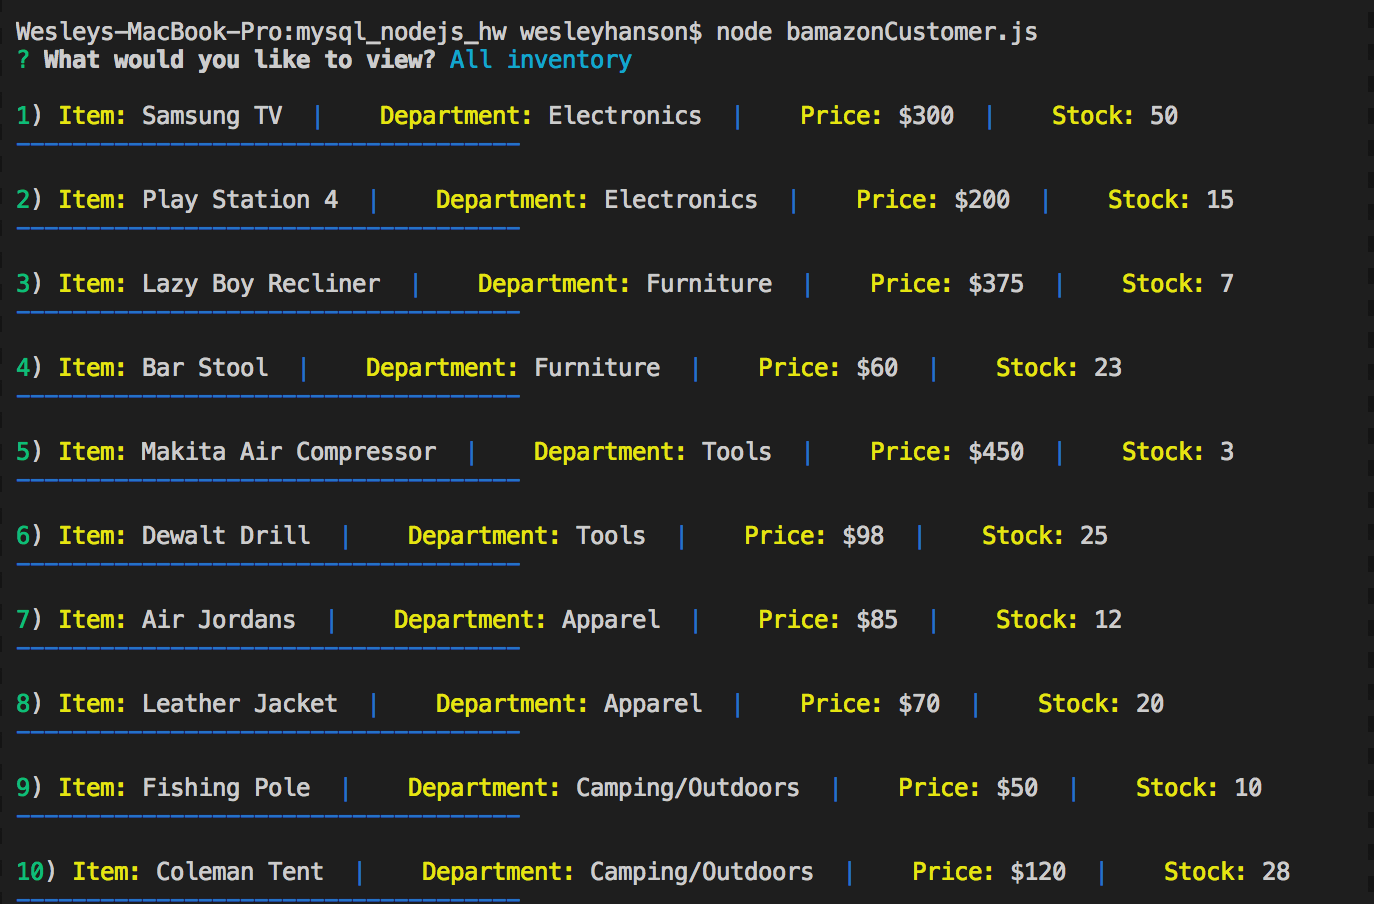 Wesleys-MacBook-Pro:mysql_nodejs_hw wesleyhanson$ node bamazonCustomer.js
? What would you like to view? All inventory
1) Item: Samsung TV | Department: Electronics | Price: $300 | Stock: 50
2) Item: Play Station 4 | Department: Electronics | Price: $200 | Stock: 15
3) Item: Lazy Boy Recliner | Department: Furniture | Price: $375 | Stock: 7
4) Item: Bar Stool | Department: Furniture | Price: $60 | Stock: 23
5) Item: Makita Air Compressor | Department: Tools | Price: $450 | Stock: 3
6) Item: Dewalt Drill | Department: Tools | Price: $98 | Stock: 25
7) Item: Air Jordans | Department: Apparel | Price: $85 | Stock: 12
8) Item: Leather Jacket | Department: Apparel | Price: $70 | Stock: 20
9) Item: Fishing Pole | Department: Camping/Outdoors | Price: $50 | Stock: 10
10) Item: Coleman Tent | Department: Camping/Outdoors | Price: $120 | Stock: 28